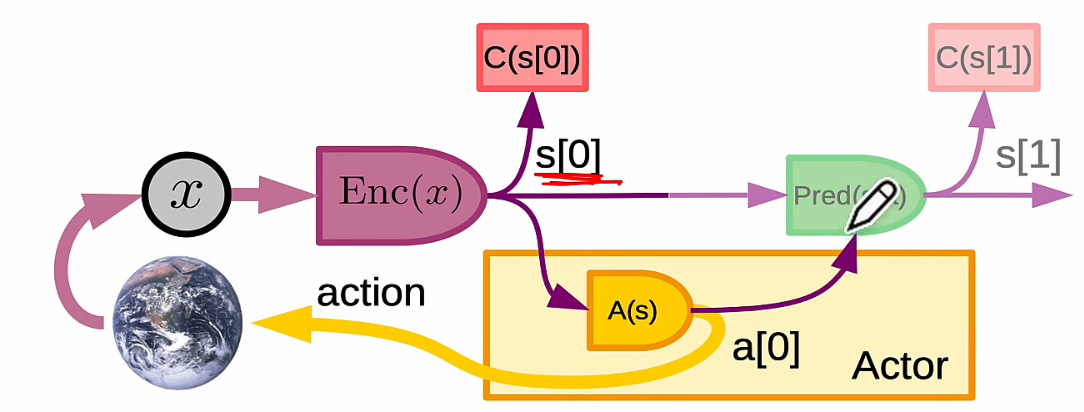 C(s[0])
C(s[1])
s[0]
s[1]
x
Enc(x)
action
A(s)
a[0]
Actor